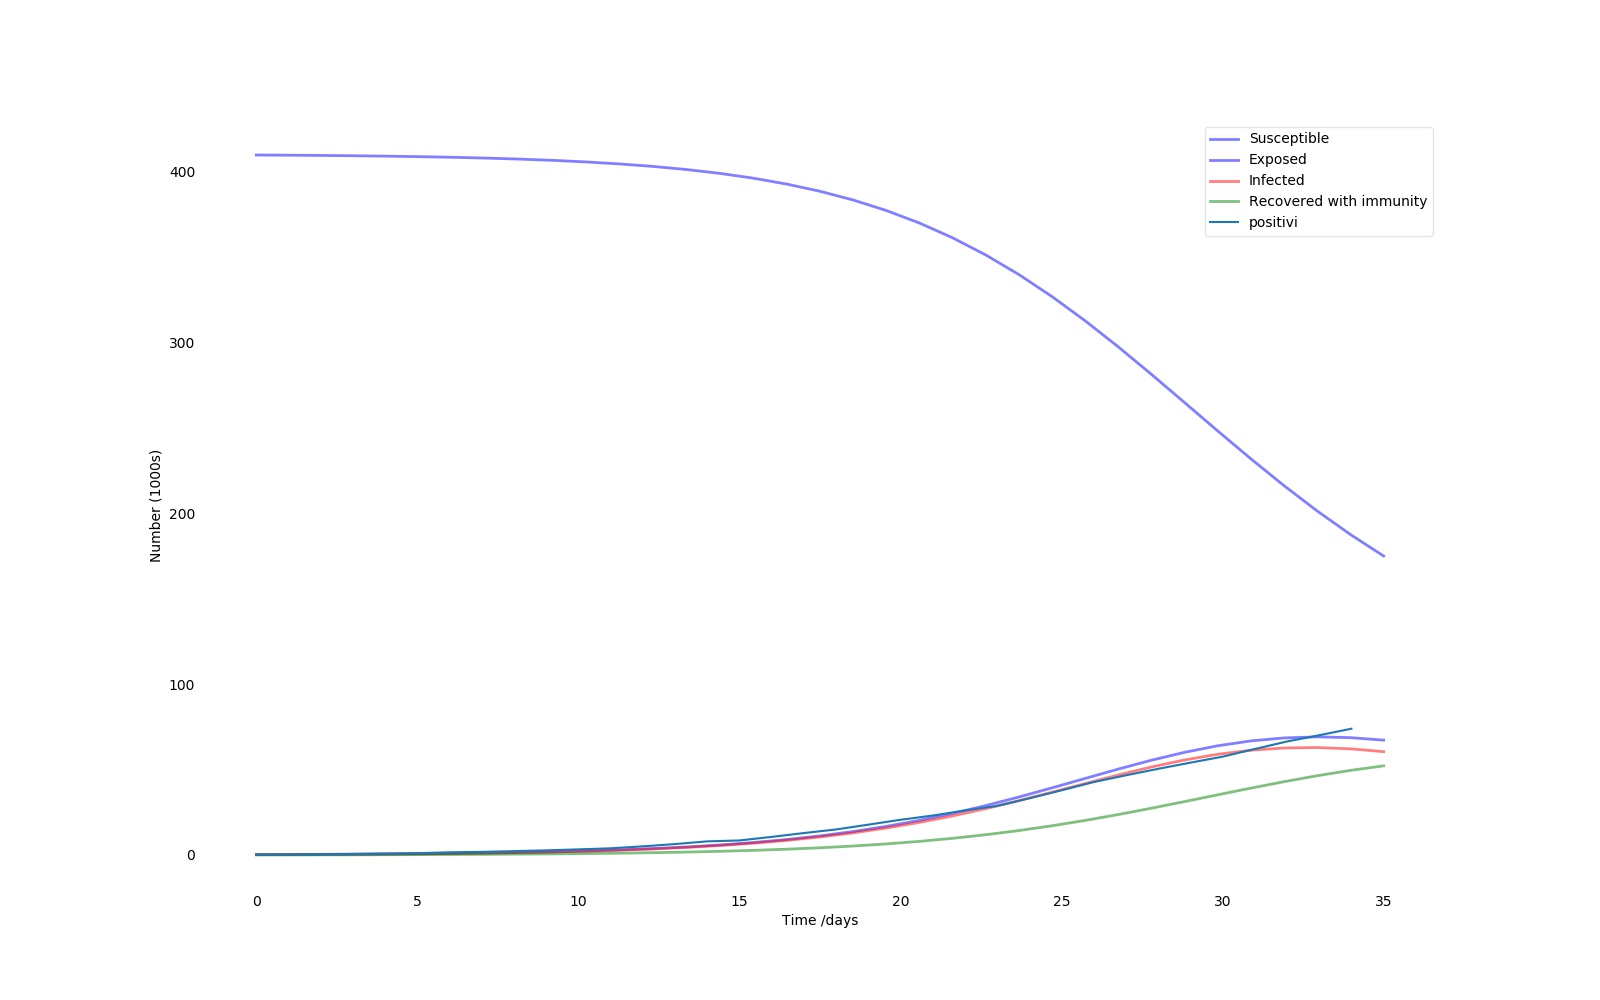 Susceptible
Exposed
Infected
Recovered with immunity
positivi
400
300
200
100
0
Number (1000s)
0 5 10 15 20 25 30 35
Time /days